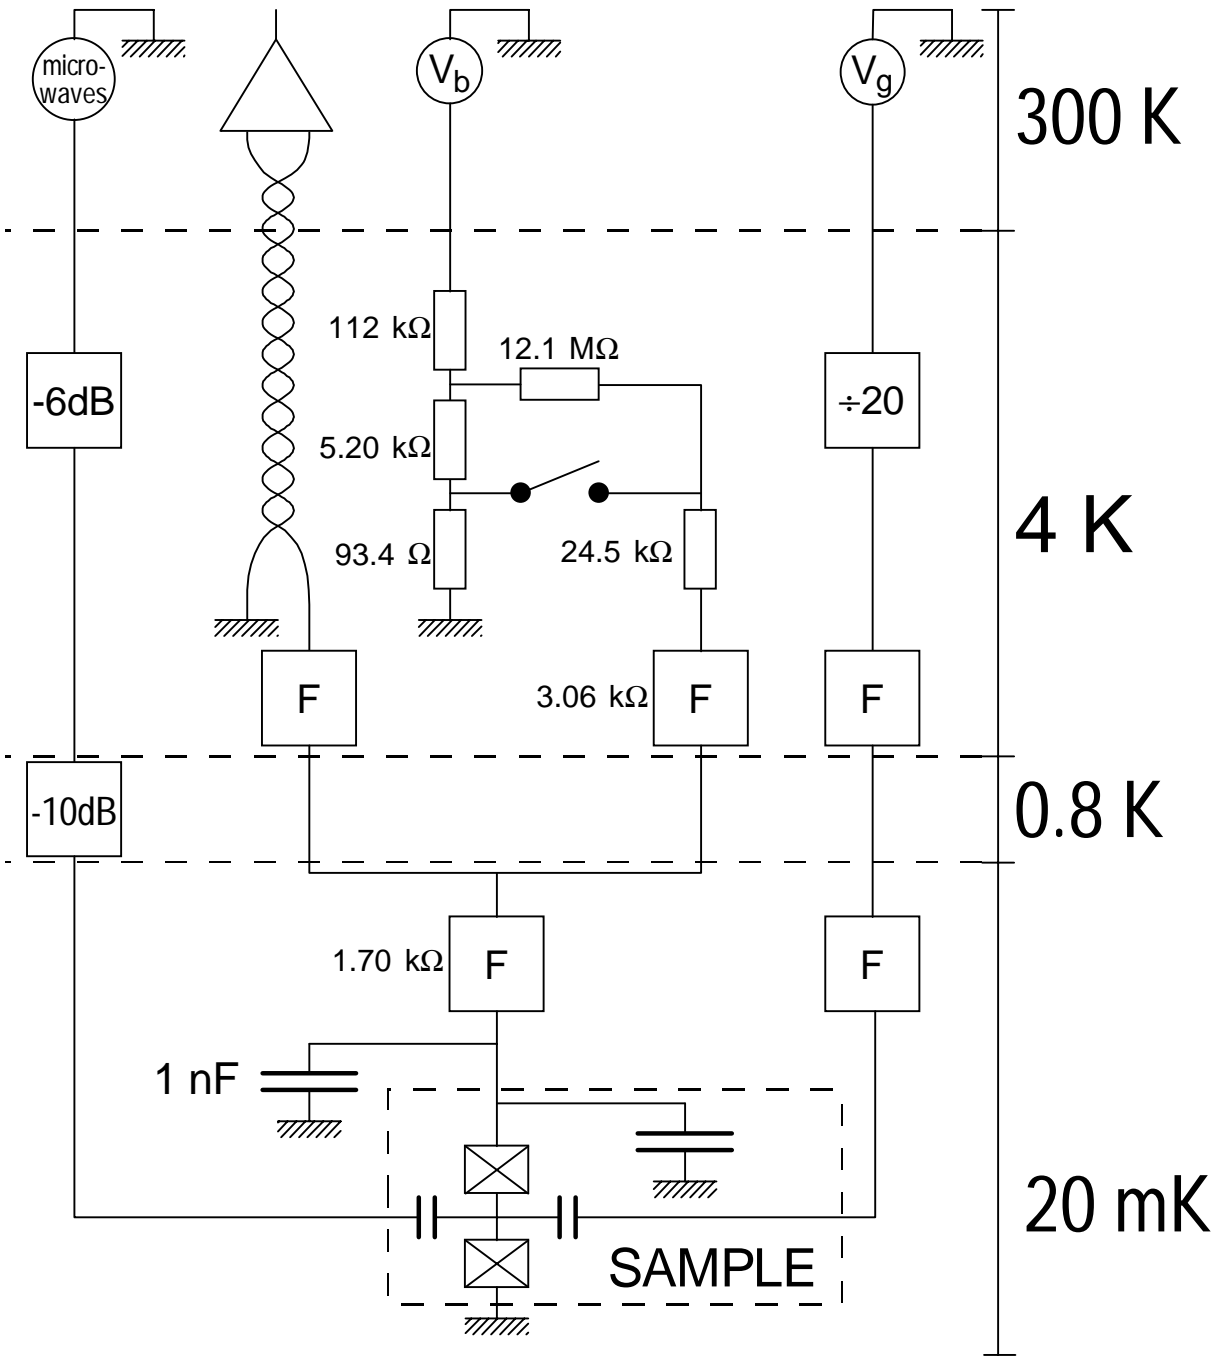 micro-
waves
V_b
V_g
300 K
112 kΩ
12.1 MΩ
-6dB
÷20
5.20 kΩ
4 K
93.4 Ω
24.5 kΩ
F
3.06 kΩ
F
F
-10dB
0.8 K
1.70 kΩ
F
F
1 nF
20 mK
SAMPLE